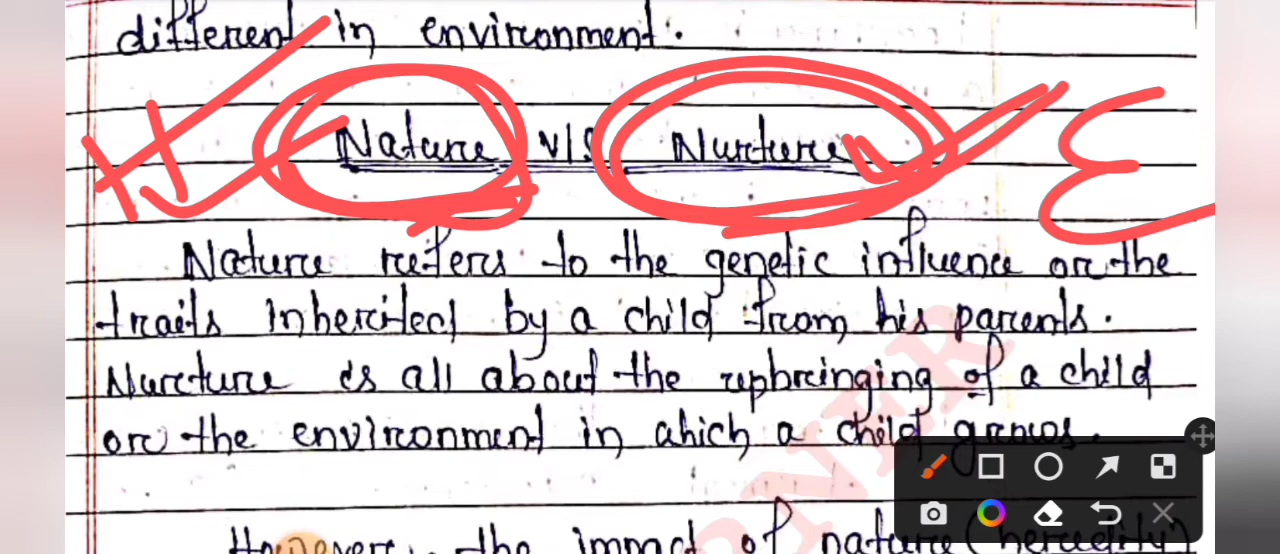 different in environment.
H Nature v/s Nurture E
Nature refers to the genetic influence or the
traits inherited by a child from his parents.
Nurture is all about the upbringing of a child
or the environment in which a child grows.
However, the impact of nature (heredity)
RNER